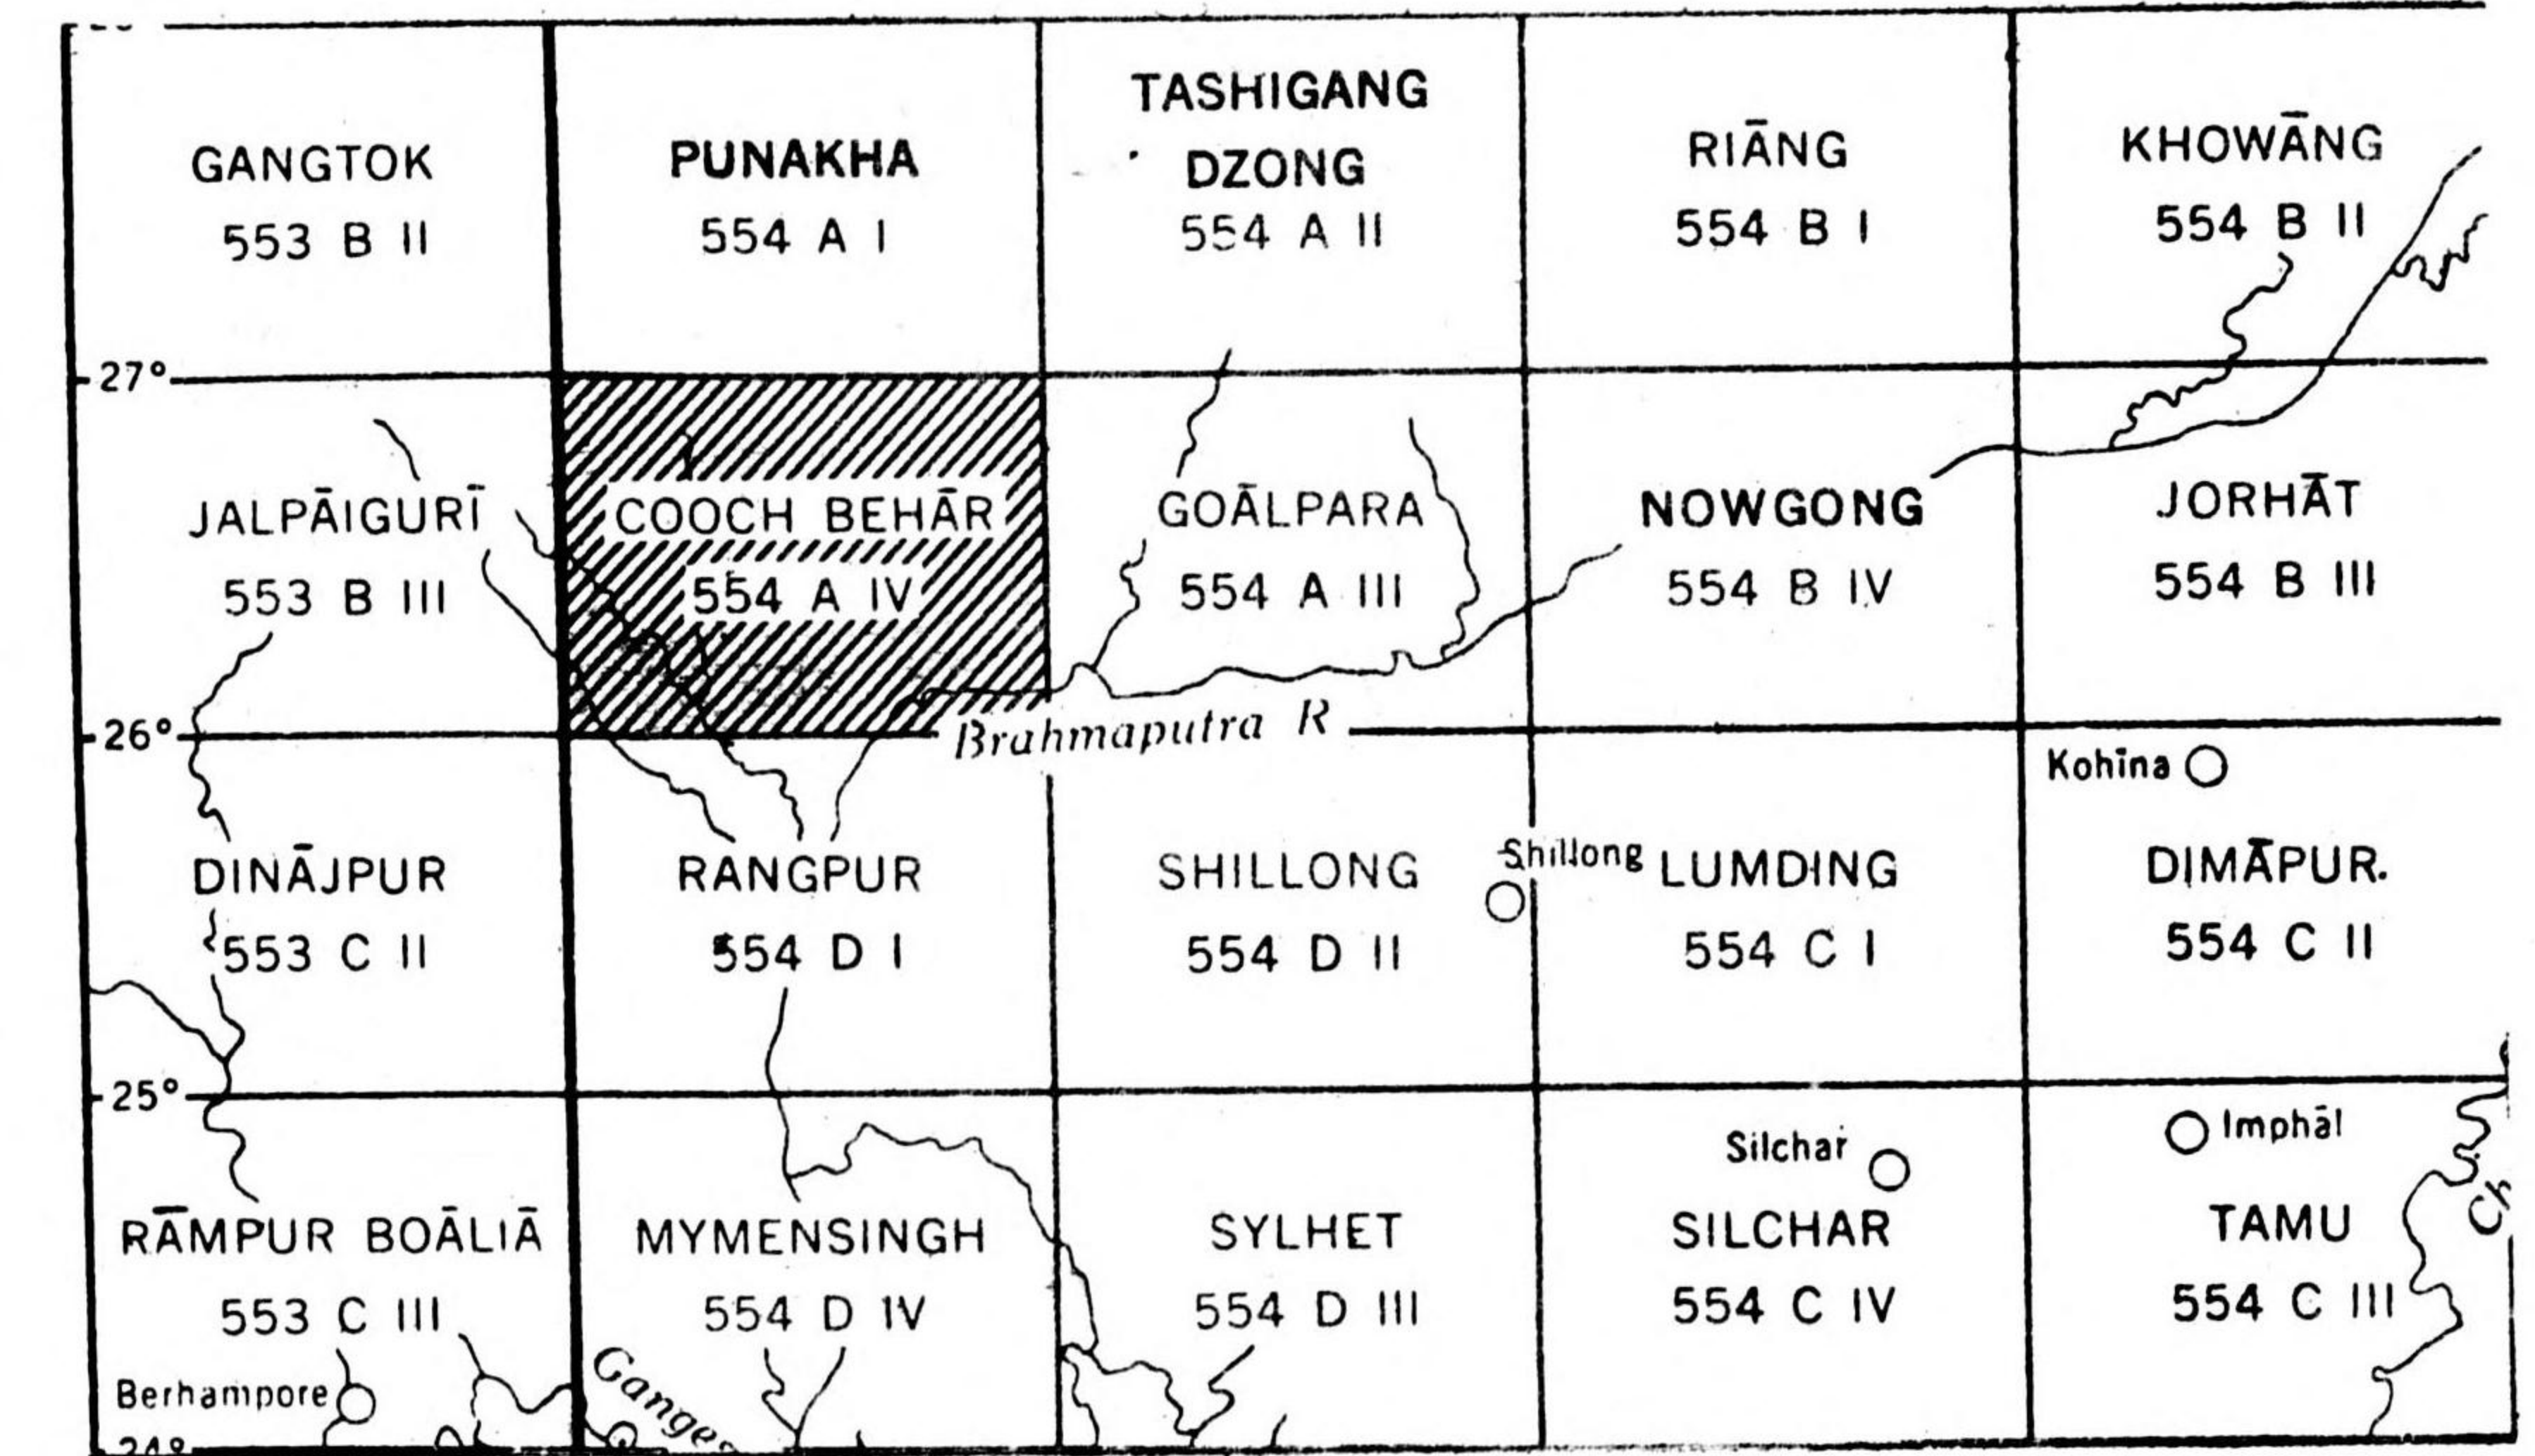 GANGTOK
553 B II
PUNAKHA
554 A I
TASHIGANG
DZONG
554 A II
RIĀNG
554 B I
KHOWĀNG
554 B II
27°
JALPĀIGURĪ
553 B III
COOCH BEHĀR
554 A IV
GOĀLPARA
554 A III
NOWGONG
554 B IV
JORHĀT
554 B III
26°
Brahmaputra R
Kohīna
DINĀJPUR
553 C II
RANGPUR
554 D I
SHILLONG
554 D II
Shillong
LUMDING
554 C I
DIMĀPUR.
554 C II
25°
Silchar
Imphāl
RĀMPUR BOĀLIĀ
553 C III
MYMENSINGH
554 D IV
SYLHET
554 D III
SILCHAR
554 C IV
TAMU
554 C III
Ch
Berhampore
Ganges
24°